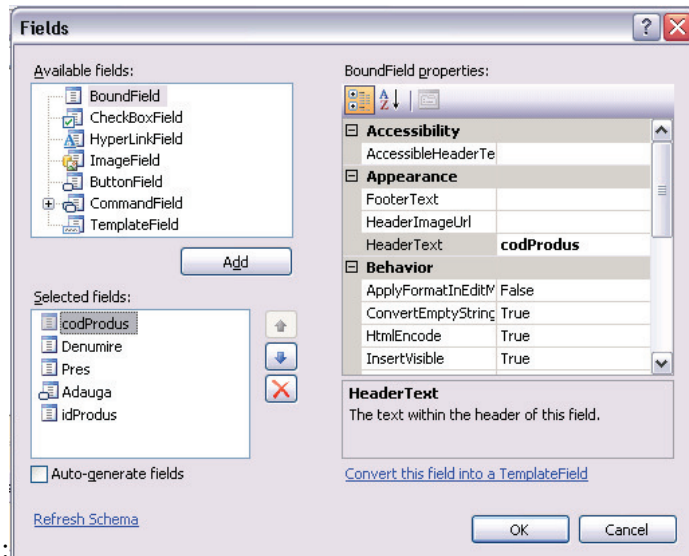 Fields
Available fields:
BoundField
CheckBoxField
HyperLinkField
ImageField
ButtonField
CommandField
TemplateField
Add
Selected fields:
codProdus
Denumire
Pres
Adauga
idProdus
Auto-generate fields
Refresh Schema
BoundField properties:
Accessibility
AccessibleHeaderTe
Appearance
FooterText
HeaderImageUrl
HeaderText codProdus
Behavior
ApplyFormatInEditM False
ConvertEmptyString True
HtmlEncode True
InsertVisible True
HeaderText
The text within the header of this field.
Convert this field into a TemplateField
OK Cancel
: